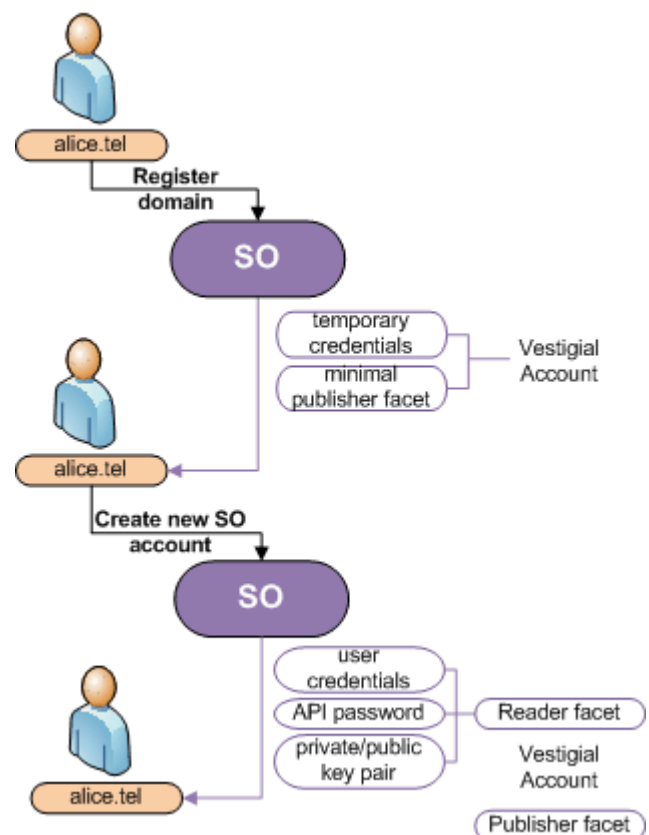 alice.tel
Register
domain
SO
temporary
credentials
minimal
publisher facet
Vestigial
Account
alice.tel
Create new SO
account
SO
user
credentials
API password
private/public
key pair
Reader facet
Vestigial
Account
alice.tel
Publisher facet